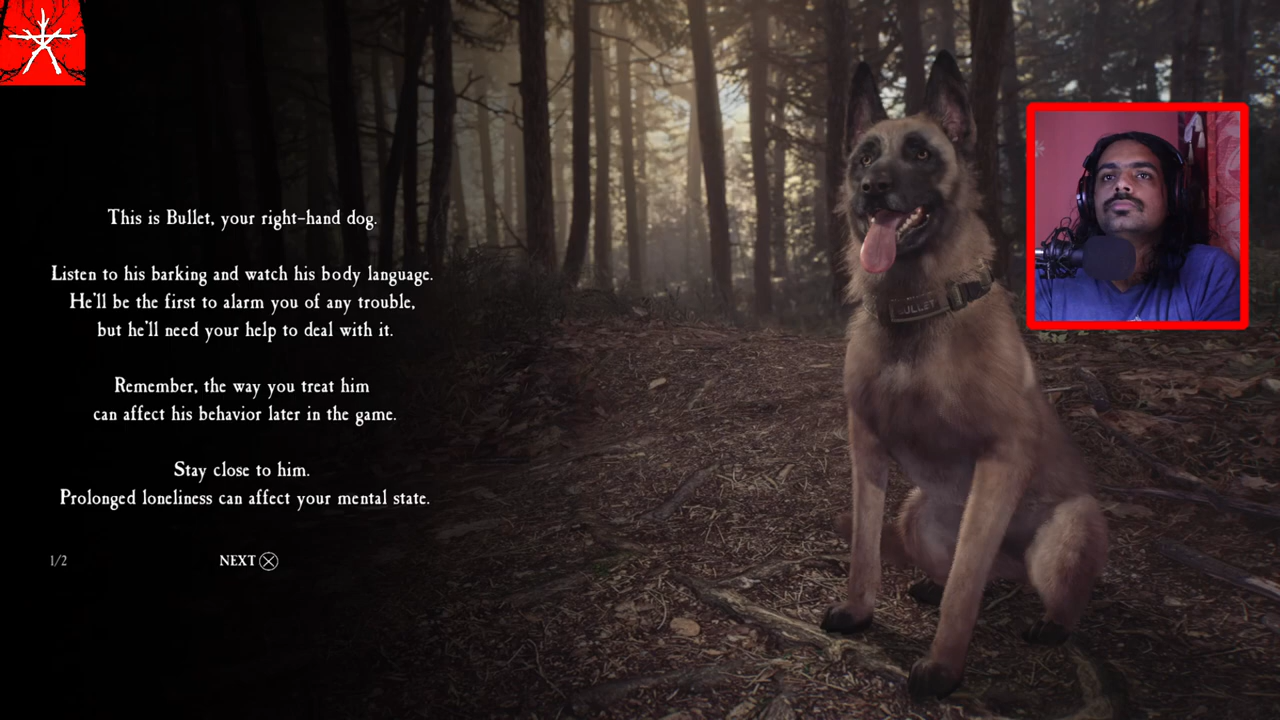 This is Bullet, your right-hand dog.
Listen to his barking and watch his body language.
He'll be the first to alarm you of any trouble,
but he'll need your help to deal with it.
Remember, the way you treat him
can affect his behavior later in the game.
Stay close to him.
Prolonged loneliness can affect your mental state.
1/2
NEXT
BULLET